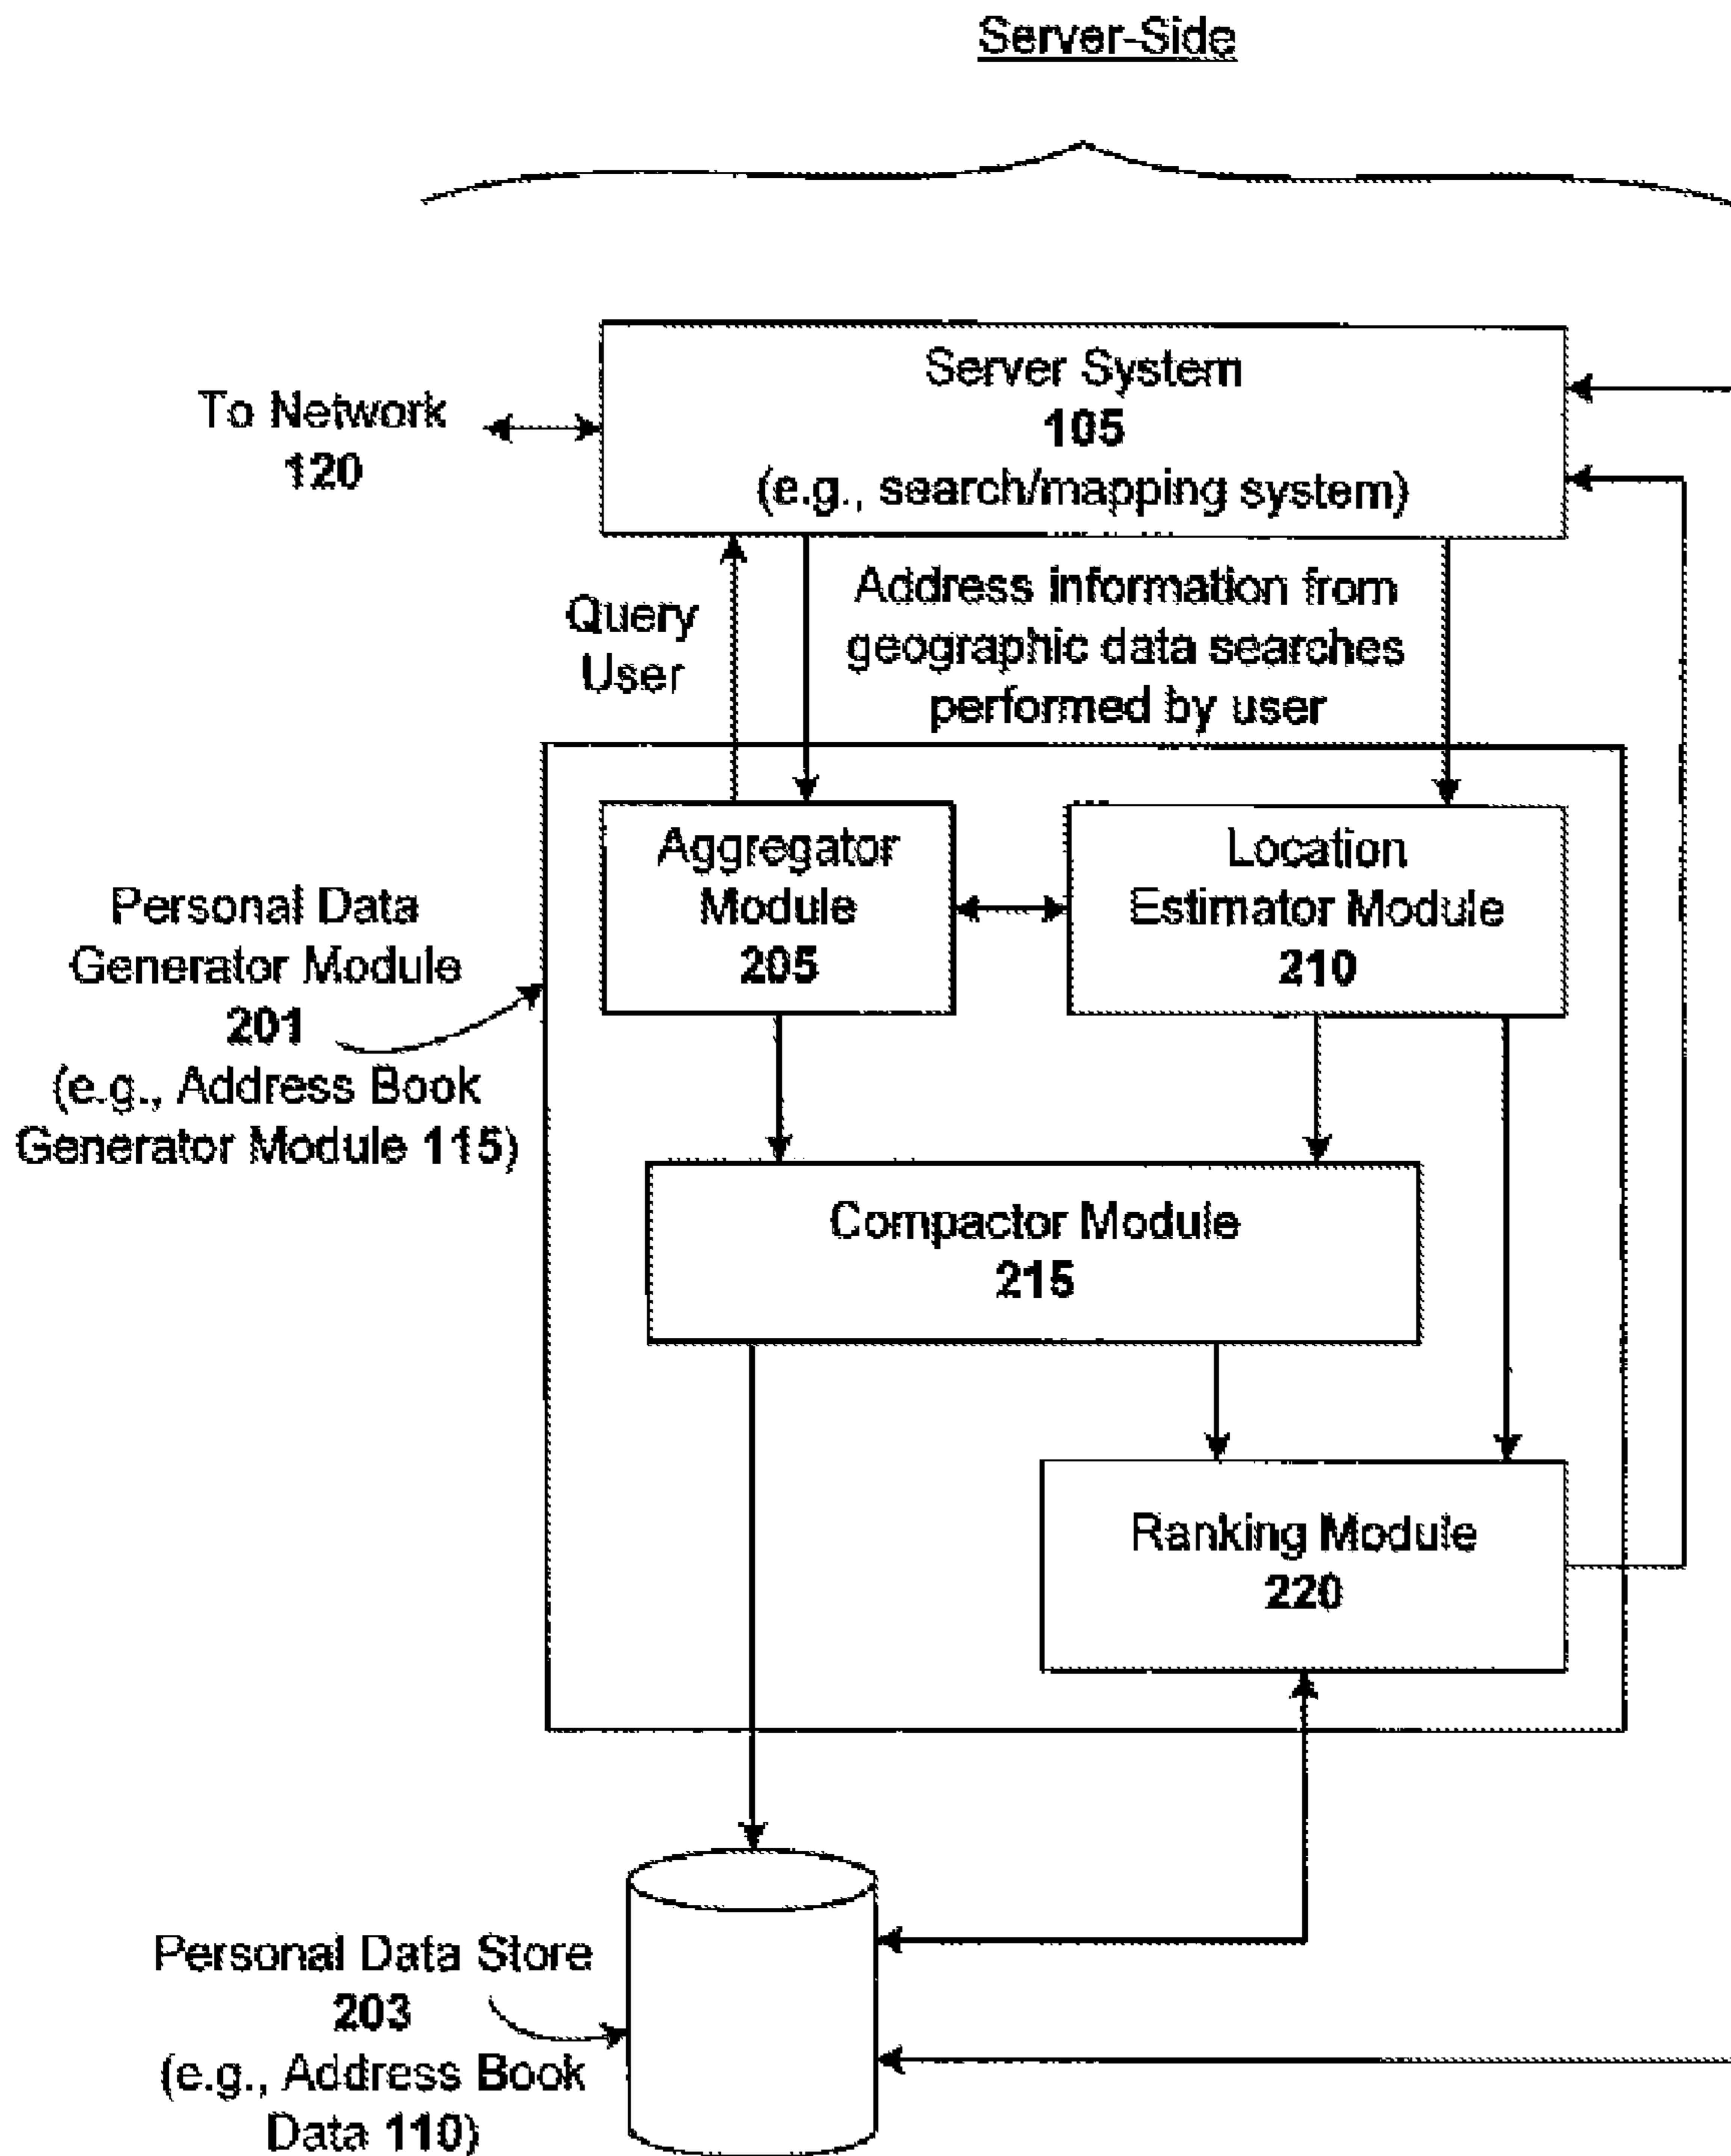 Server-Side
Server System
105
(e.g., search/mapping system)
To Network
120
Query
User
Address information from
geographic data searches
performed by user
Aggregator
Module
205
Location
Estimator Module
210
Personal Data
Generator Module
201
(e.g., Address Book
Generator Module 115)
Compactor Module
215
Ranking Module
220
Personal Data Store
203
(e.g., Address Book
Data 110)